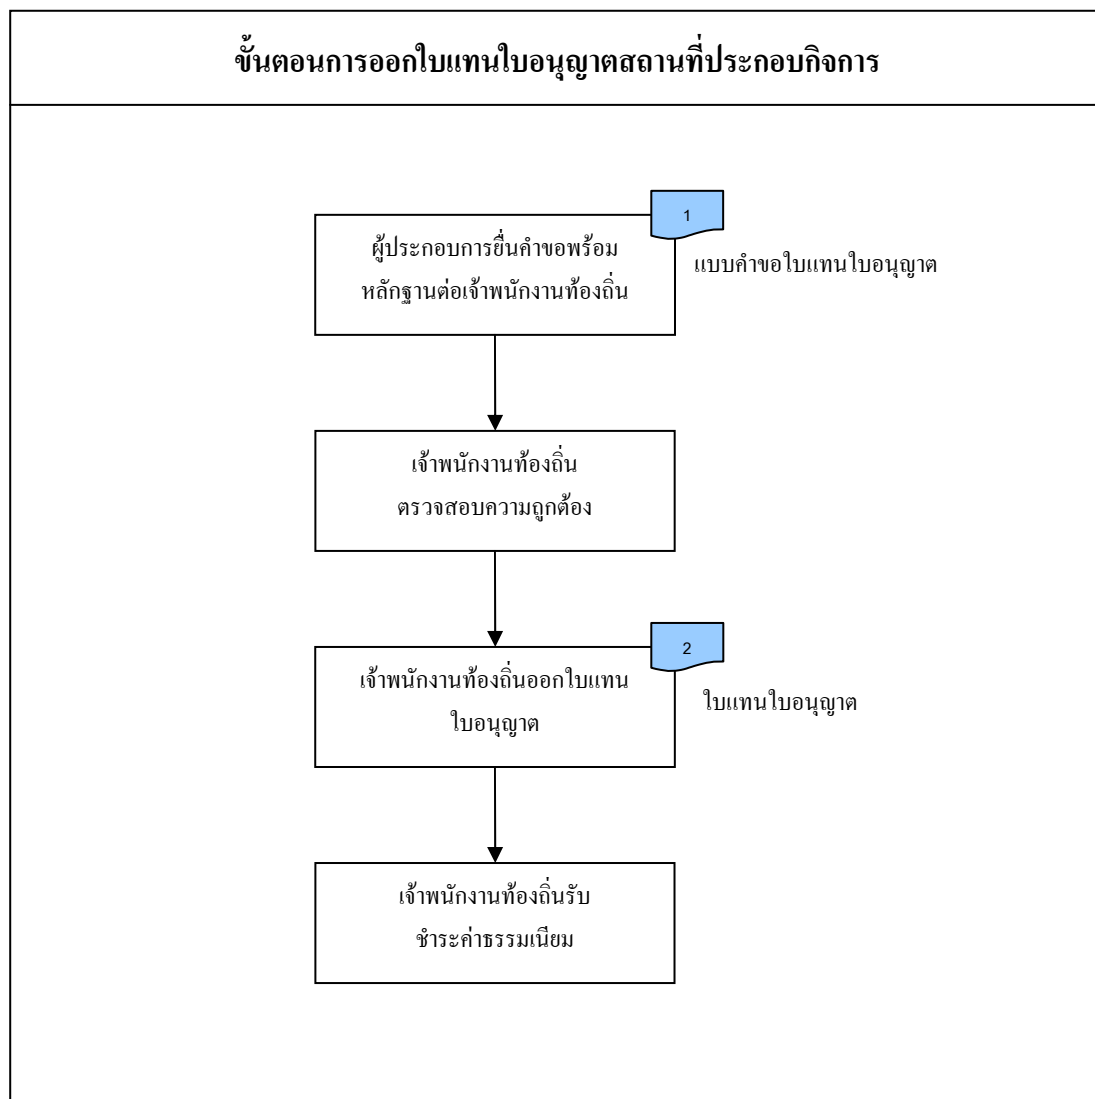 ขั้นตอนการออกใบแทนใบอนุญาตสถานที่ประกอบกิจการ
1
ผู้ประกอบการยื่นคำขอพร้อม
หลักฐานต่อเจ้าพนักงานท้องถิ่น
แบบคำขอใบแทนใบอนุญาต
เจ้าพนักงานท้องถิ่น
ตรวจสอบความถูกต้อง
2
เจ้าพนักงานท้องถิ่นออกใบแทน
ใบอนุญาต
ใบแทนใบอนุญาต
เจ้าพนักงานท้องถิ่นรับ
ชำระค่าธรรมเนียม